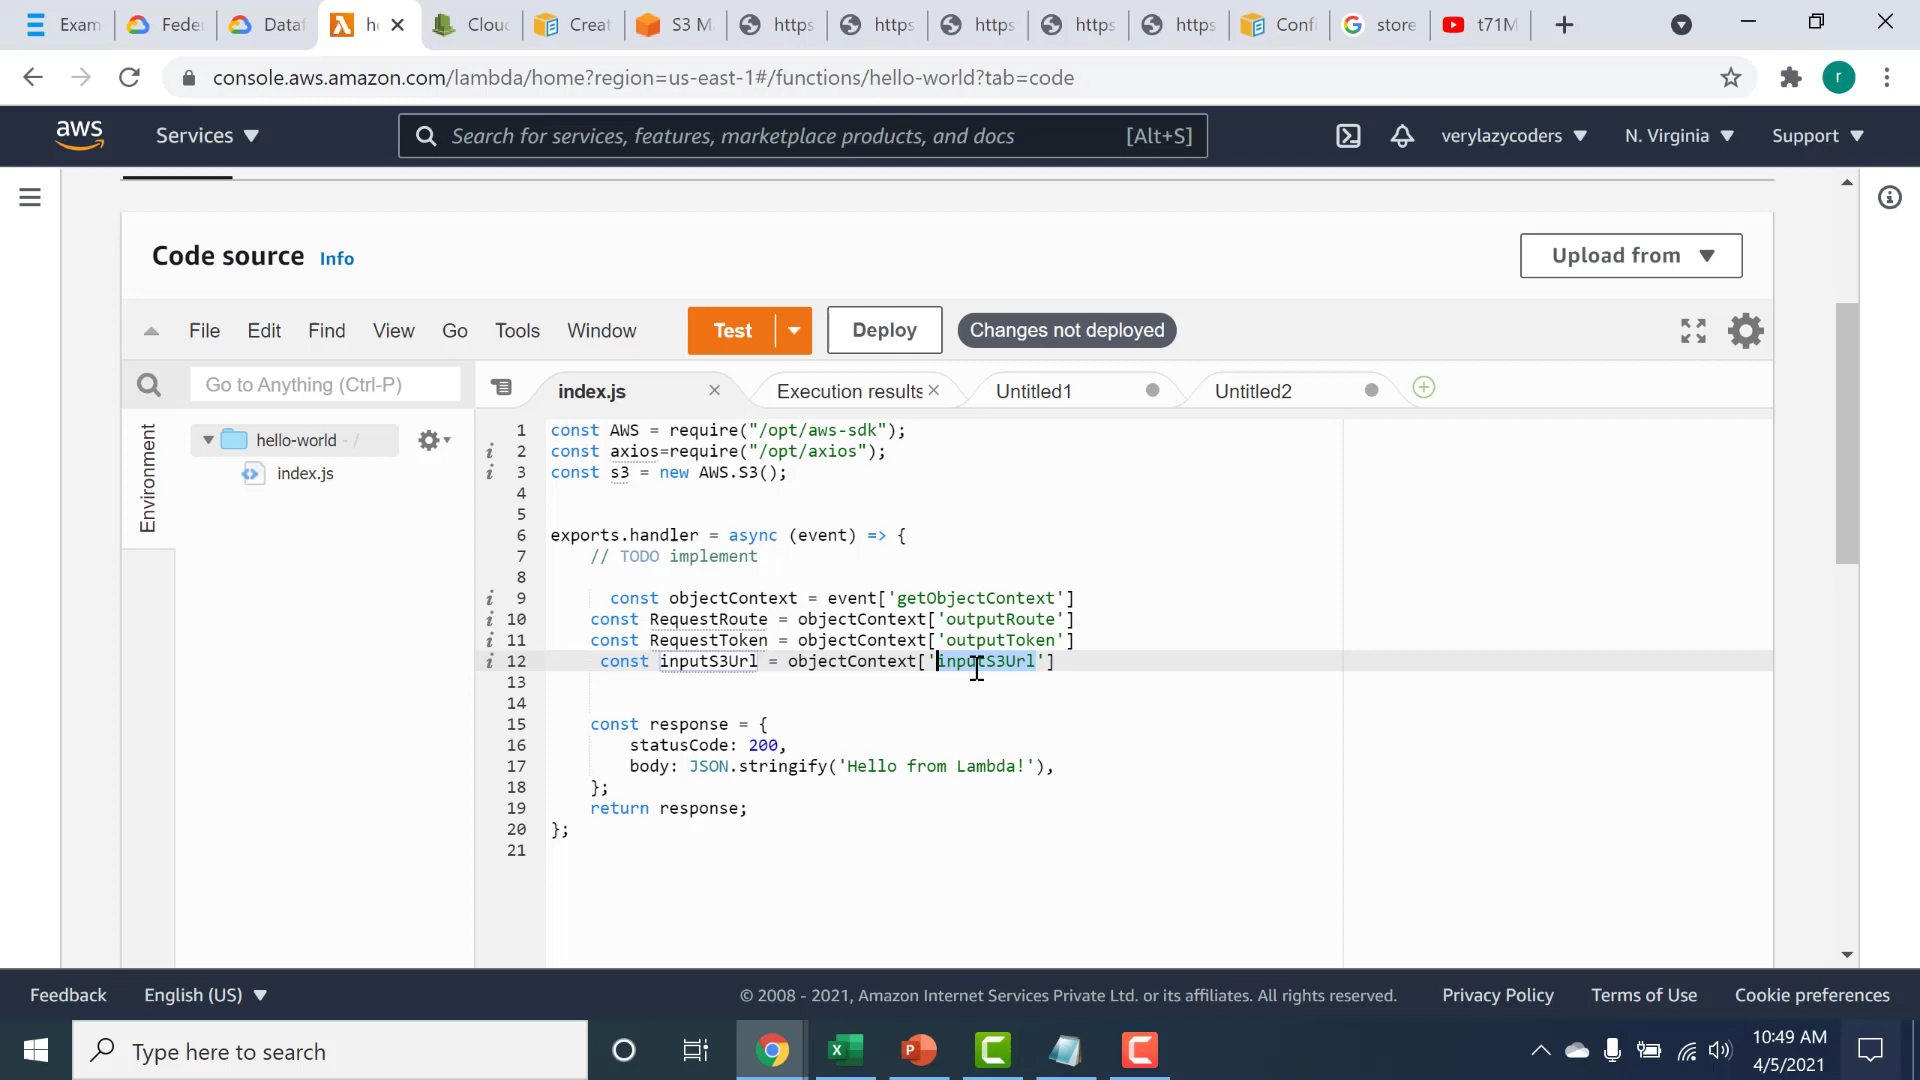 Exam
Feder
Dataf
he
Cloud
Creat
S3 M
https
https
https
https
https
Confi
store
t71M
console.aws.amazon.com/lambda/home?region=us-east-1#/functions/hello-world?tab=code
r
aws
Services
Search for services, features, marketplace products, and docs
[Alt+S]
verylazycoders
N. Virginia
Support
Code source
Info
Upload from
File
Edit
Find
View
Go
Tools
Window
Test
Deploy
Changes not deployed
Go to Anything (Ctrl-P)
index.js
Execution results
Untitled1
Untitled2
Environment
hello-world - /
index.js
1 const AWS = require("/opt/aws-sdk");
2 const axios=require("/opt/axios");
3 const s3 = new AWS.S3();
4
5
6 exports.handler = async (event) => {
7 // TODO implement
8
9 const objectContext = event['getObjectContext']
10 const RequestRoute = objectContext['outputRoute']
11 const RequestToken = objectContext['outputToken']
12 const inputS3Url = objectContext['inputS3Url']
13
14
15 const response = {
16 statusCode: 200,
17 body: JSON.stringify('Hello from Lambda!'),
18 };
19 return response;
20 };
21
Feedback
English (US)
© 2008 - 2021, Amazon Internet Services Private Ltd. or its affiliates. All rights reserved.
Privacy Policy
Terms of Use
Cookie preferences
Type here to search
10:49 AM
4/5/2021